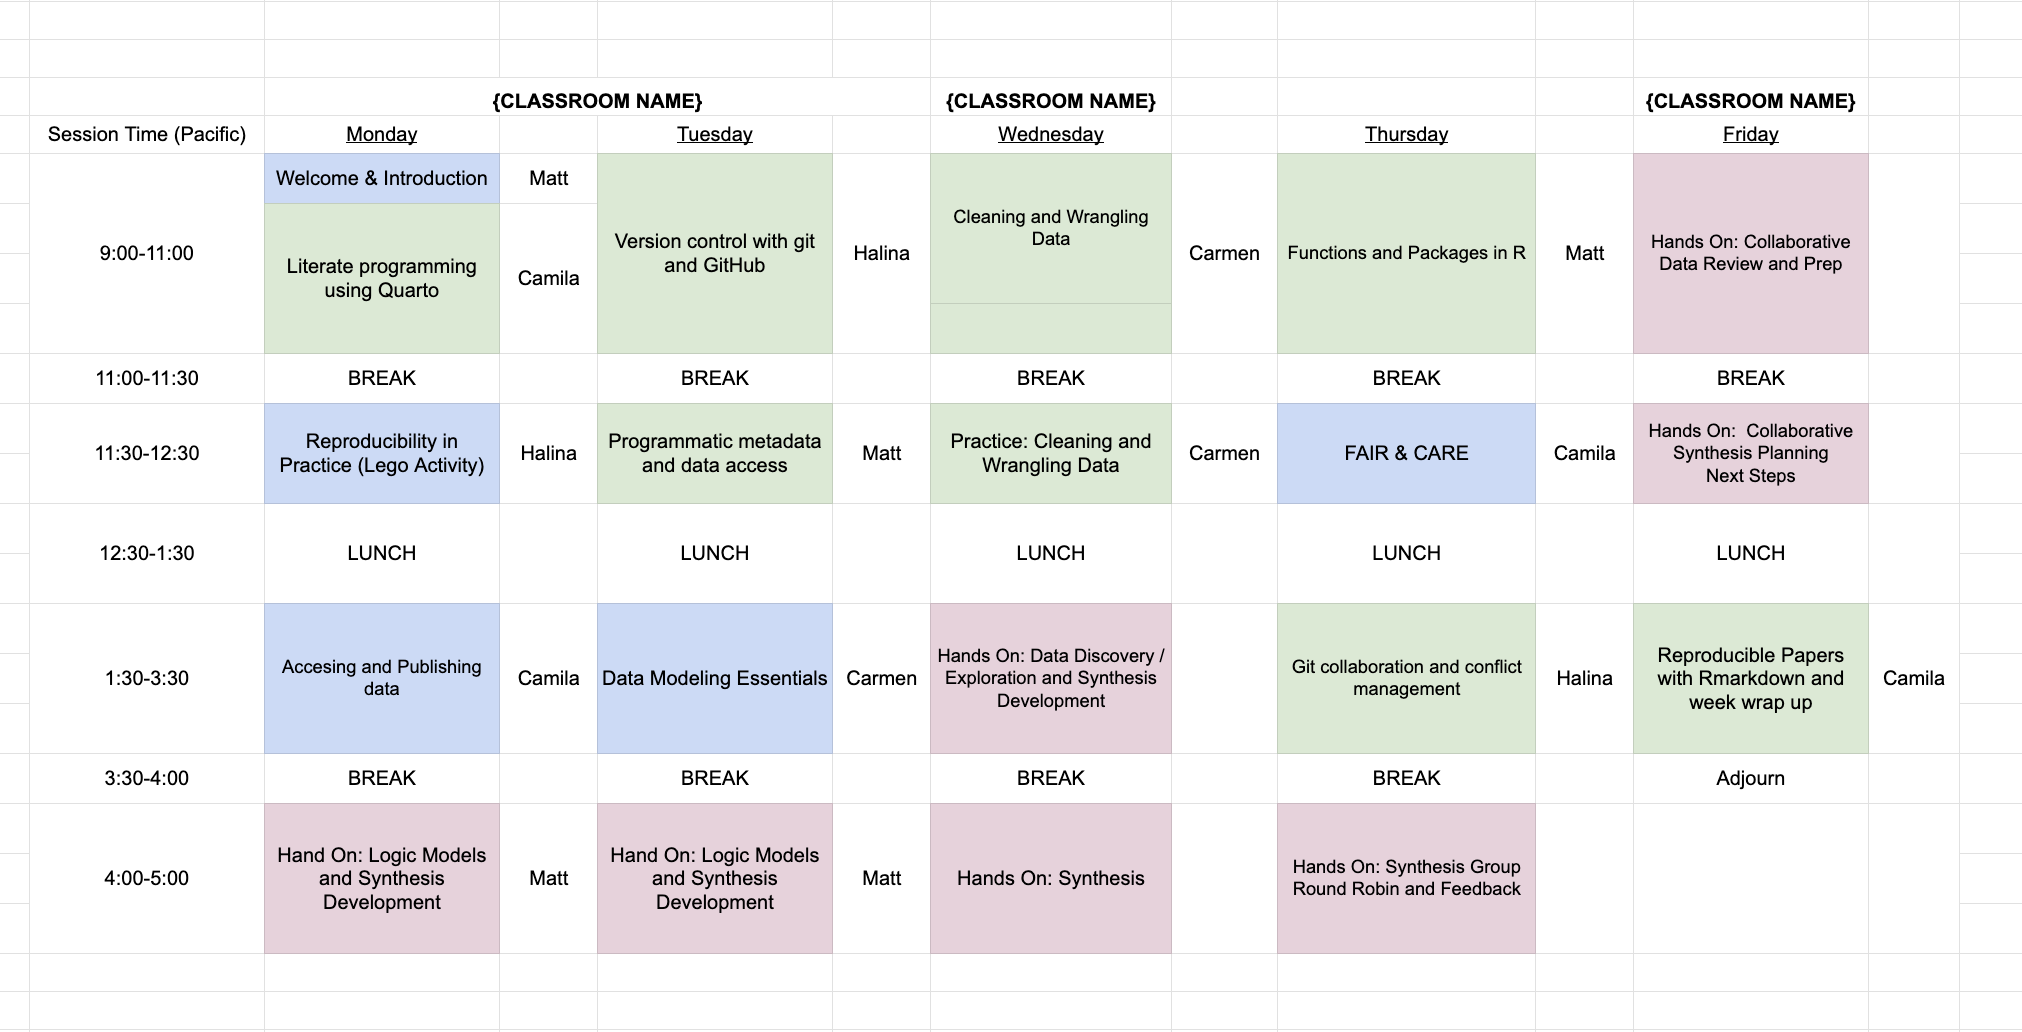 {CLASSROOM NAME} {CLASSROOM NAME} {CLASSROOM NAME}
Session Time (Pacific) Monday Tuesday Wednesday Thursday Friday
9:00-11:00
Welcome & Introduction
Matt
Literate programming
using Quarto
Camila
Version control with git
and GitHub
Halina
Cleaning and Wrangling
Data
Carmen
Functions and Packages in R
Matt
Hands On: Collaborative
Data Review and Prep
11:00-11:30 BREAK BREAK BREAK BREAK BREAK
11:30-12:30
Reproducibility in
Practice (Lego Activity)
Halina
Programmatic metadata
and data access
Matt
Practice: Cleaning and
Wrangling Data
Carmen
FAIR & CARE
Camila
Hands On: Collaborative
Synthesis Planning
Next Steps
12:30-1:30 LUNCH LUNCH LUNCH LUNCH LUNCH
1:30-3:30
Accesing and Publishing
data
Camila
Data Modeling Essentials
Carmen
Hands On: Data Discovery /
Exploration and Synthesis
Development
Git collaboration and conflict
management
Halina
Reproducible Papers
with Rmarkdown and
week wrap up
Camila
3:30-4:00 BREAK BREAK BREAK BREAK Adjourn
4:00-5:00
Hand On: Logic Models
and Synthesis
Development
Matt
Hand On: Logic Models
and Synthesis
Development
Matt
Hands On: Synthesis
Hands On: Synthesis Group
Round Robin and Feedback